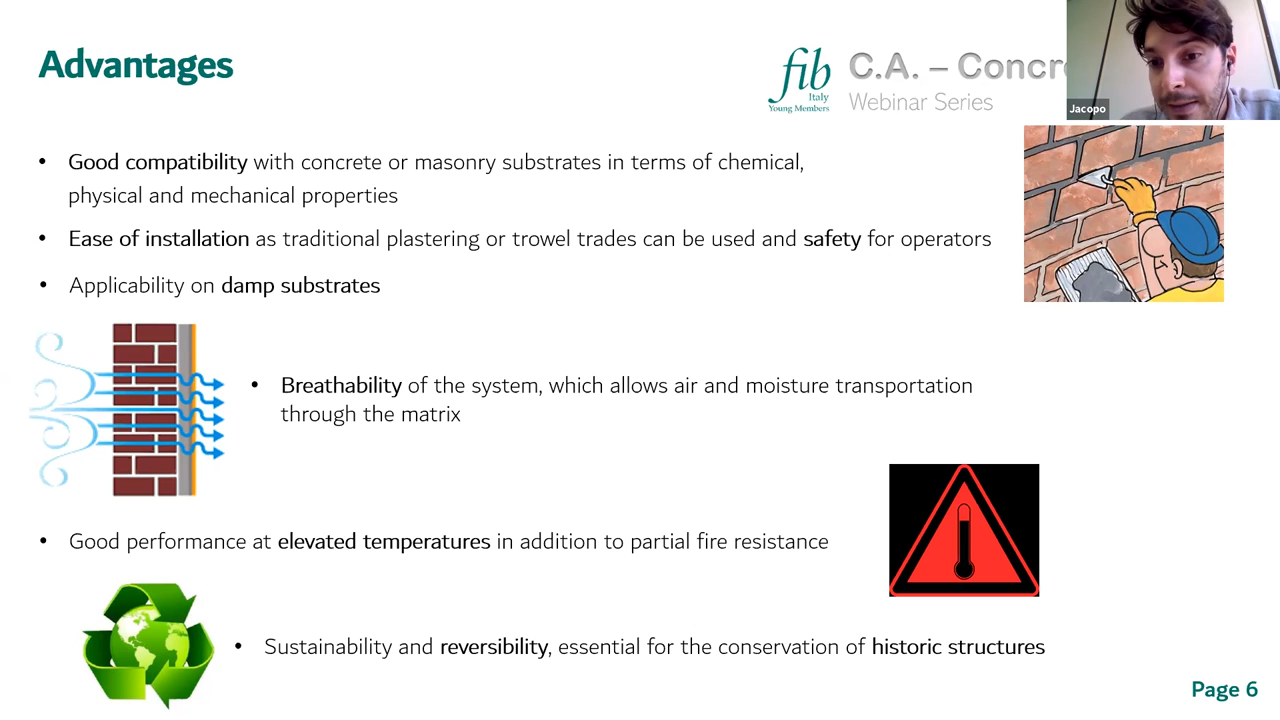 Advantages
fib
Italy
Young Members
C.A. – Concr
Webinar Series
Jacopo
• Good compatibility with concrete or masonry substrates in terms of chemical,
physical and mechanical properties
• Ease of installation as traditional plastering or trowel trades can be used and safety for operators
• Applicability on damp substrates
• Breathability of the system, which allows air and moisture transportation
through the matrix
• Good performance at elevated temperatures in addition to partial fire resistance
• Sustainability and reversibility, essential for the conservation of historic structures
Page 6